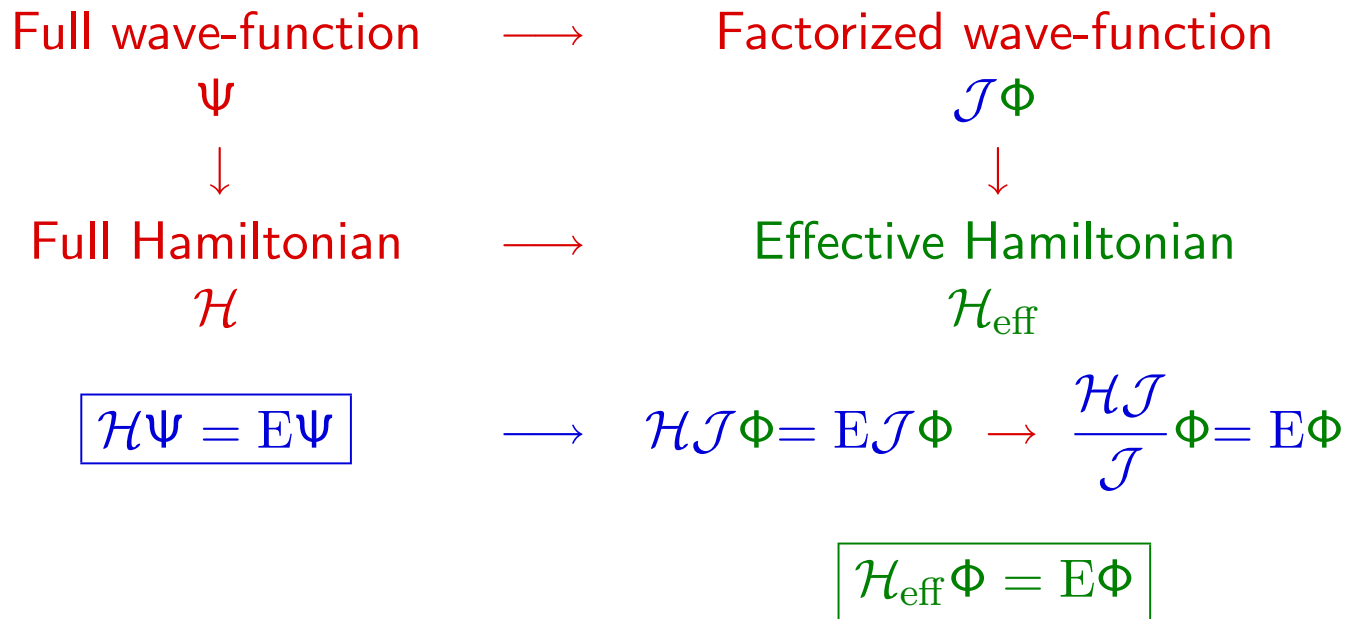 Full wave-function ⟶ Factorized wave-function
Ψ 𝒥Φ
↓ ↓
Full Hamiltonian ⟶ Effective Hamiltonian
ℋ ℋ_eff
ℋΨ = EΨ ⟶ ℋ𝒥Φ= E𝒥Φ → ℋ𝒥/𝒥 Φ= EΦ
ℋ_eff Φ = EΦ